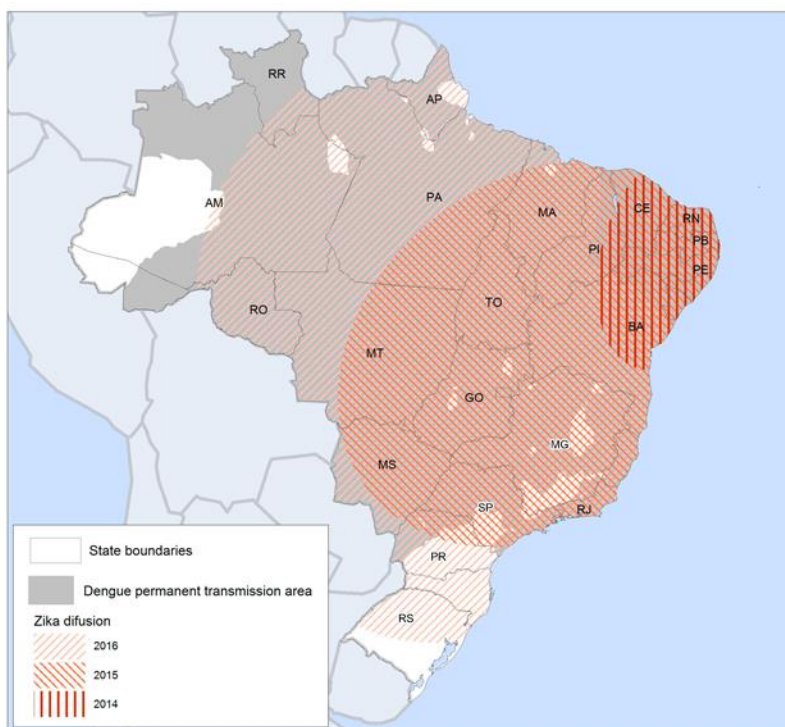 RR
AP
AM
PA
MA
CE
RN
PB
PI
PE
RO
TO
BA
MT
GO
MG
MS
SP
RJ
PR
RS
State boundaries
Dengue permanent transmission area
Zika difusion
2016
2015
2014